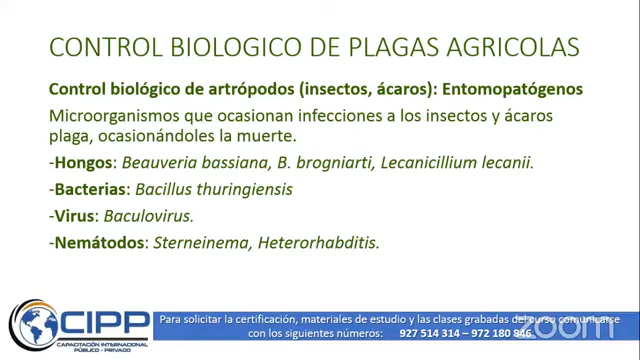 CONTROL BIOLOGICO DE PLAGAS AGRICOLAS
Control biológico de artrópodos (insectos, ácaros): Entomopatógenos
Microorganismos que ocasionan infecciones a los insectos y ácaros
plaga, ocasionándoles la muerte.
-Hongos: Beauveria bassiana, B. brogniarti, Lecanicillium lecanii.
-Bacterias: Bacillus thuringiensis
-Virus: Baculovirus.
-Nemátodos: Sterneinema, Heterorhabditis.
CIPP
CAPACITACIÓN INTERNACIONAL
PÚBLICO - PRIVADO
Para solicitar la certificación, materiales de estudio y las clases grabadas del curso comunicarse
con los siguientes números: 927 514 314 – 972 180 846
zoom